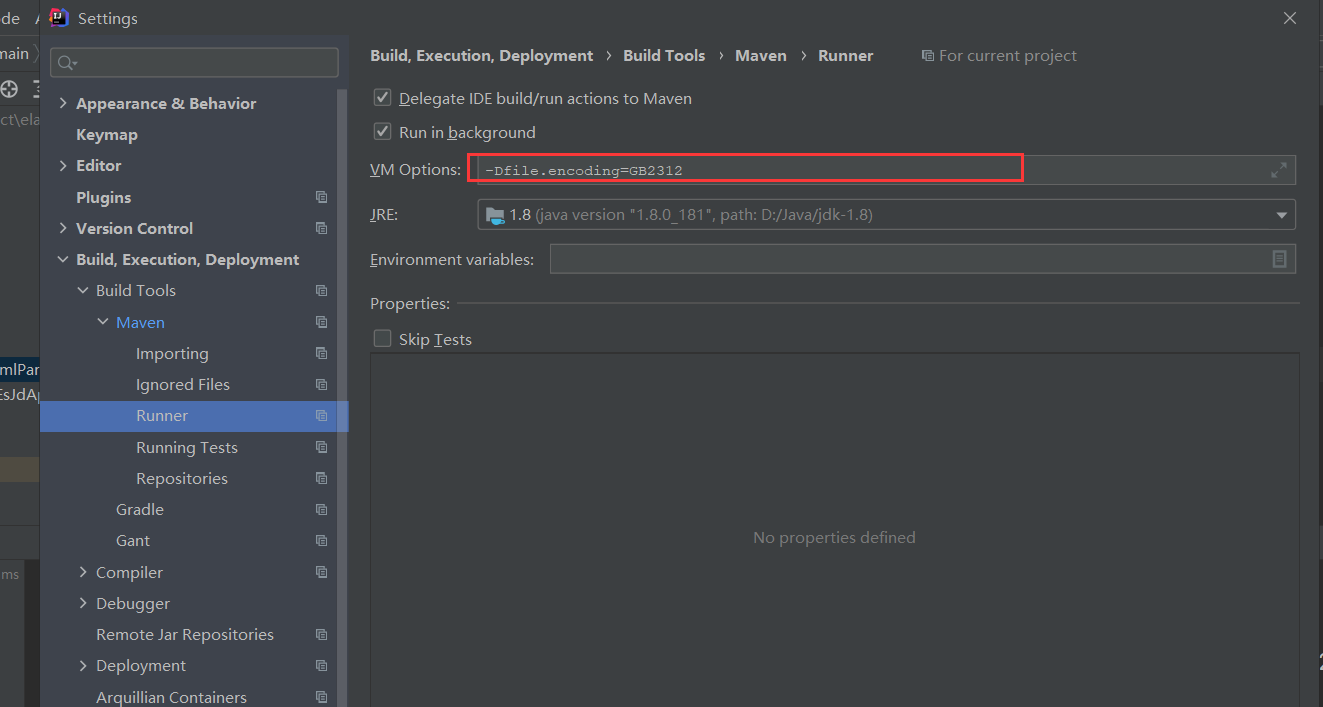 Settings
Build, Execution, Deployment › Build Tools › Maven › Runner
For current project
Appearance & Behavior
Keymap
Editor
Plugins
Version Control
Build, Execution, Deployment
Build Tools
Maven
Importing
Ignored Files
Runner
Running Tests
Repositories
Gradle
Gant
Compiler
Debugger
Remote Jar Repositories
Deployment
Arquillian Containers
Delegate IDE build/run actions to Maven
Run in background
VM Options: -Dfile.encoding=GB2312
JRE: 1.8 (java version "1.8.0_181", path: D:/Java/jdk-1.8)
Environment variables:
Properties:
Skip Tests
No properties defined
main
ct\ela
mlPar
EsJdAp
ms